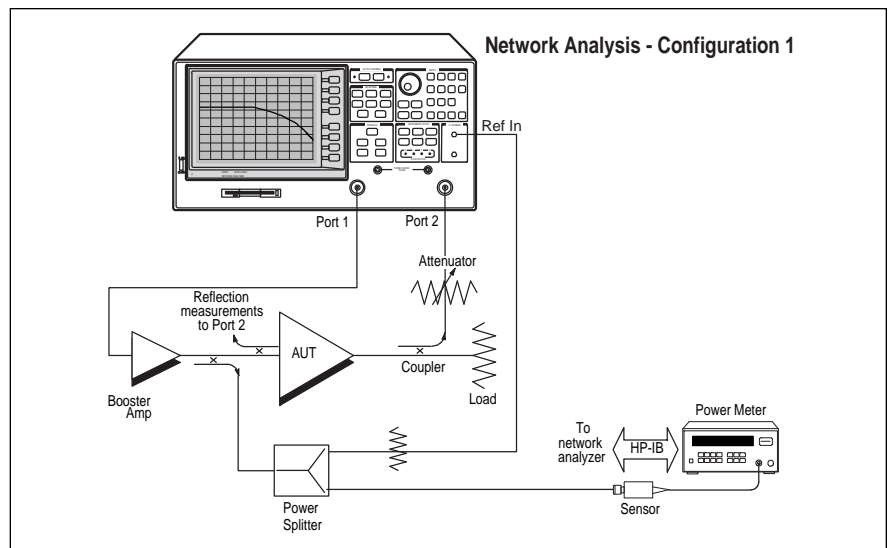 Network Analysis - Configuration 1
Ref In
Port 1
Port 2
Attenuator
Reflection
measurements
to Port 2
AUT
Coupler
Booster
Amp
Load
Power Meter
To
network
analyzer
HP-IB
Power
Splitter
Sensor